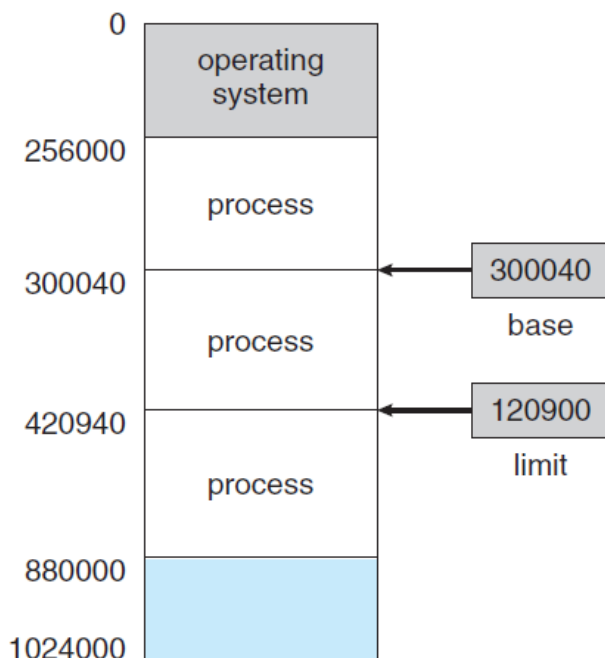 0
operating
system
256000
process
300040
base
300040
process
120900
limit
420940
process
880000
1024000